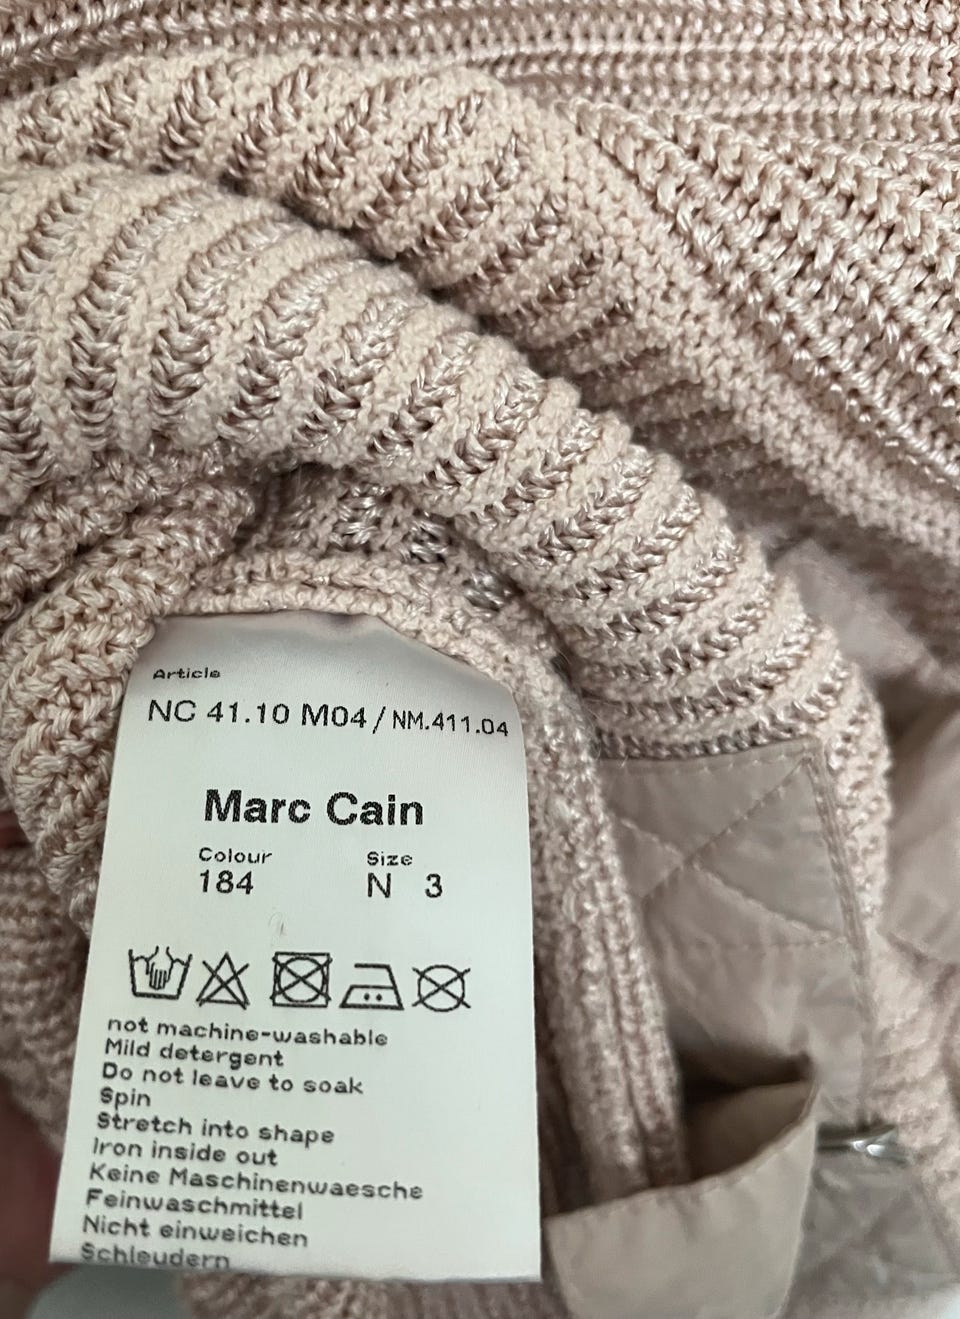 Article
NC 41.10 M04 / NM.411.04
Marc Cain
Colour Size
184 N 3
not machine-washable
Mild detergent
Do not leave to soak
Spin
Stretch into shape
Iron inside out
Keine Maschinenwaesche
Feinwaschmittel
Nicht einweichen
Schleudern